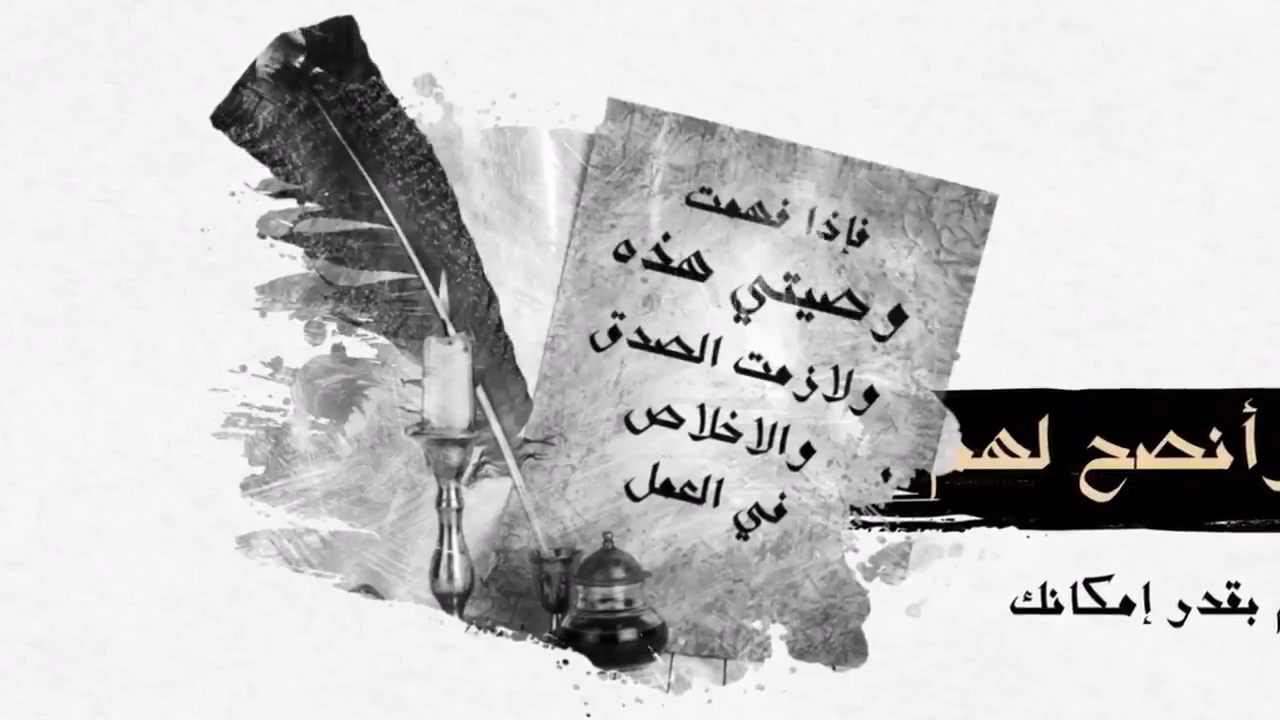 فإذا فهمت
وصيتي هذه
ولازمت الصدق
والاخلاص
في العمل
أنصح لهم
بقدر إمكانك